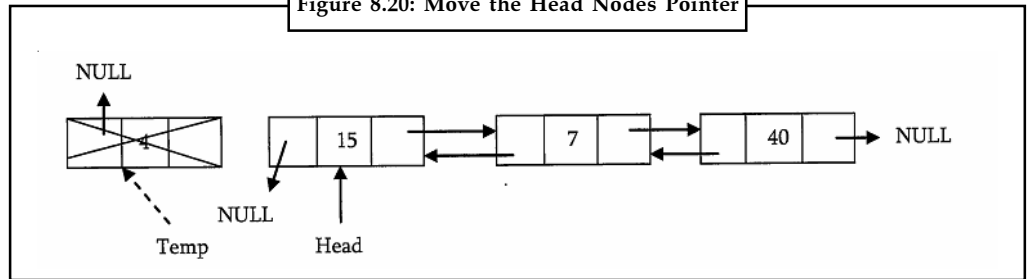 Figure 8.20: Move the Head Nodes Pointer
NULL
4 15 7 40 NULL
NULL
Temp Head